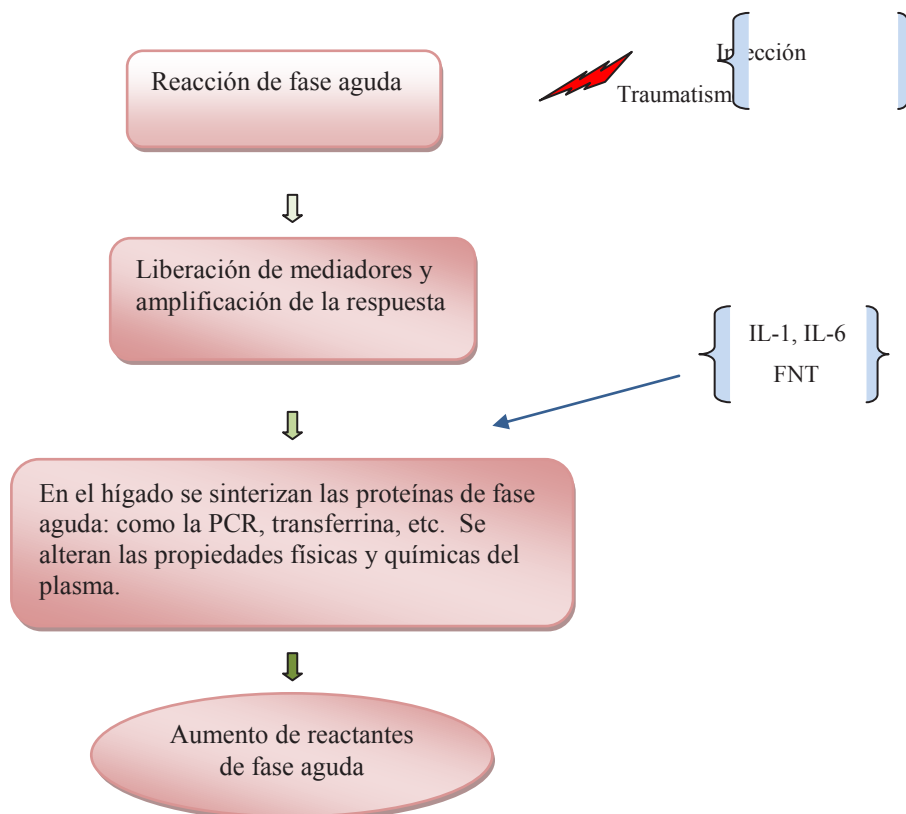 Reacción de fase aguda
Infección
Traumatism
Liberación de mediadores y
amplificación de la respuesta
IL-1, IL-6
FNT
En el hígado se sinterizan las proteínas de fase
aguda: como la PCR, transferrina, etc. Se
alteran las propiedades físicas y químicas del
plasma.
Aumento de reactantes
de fase aguda